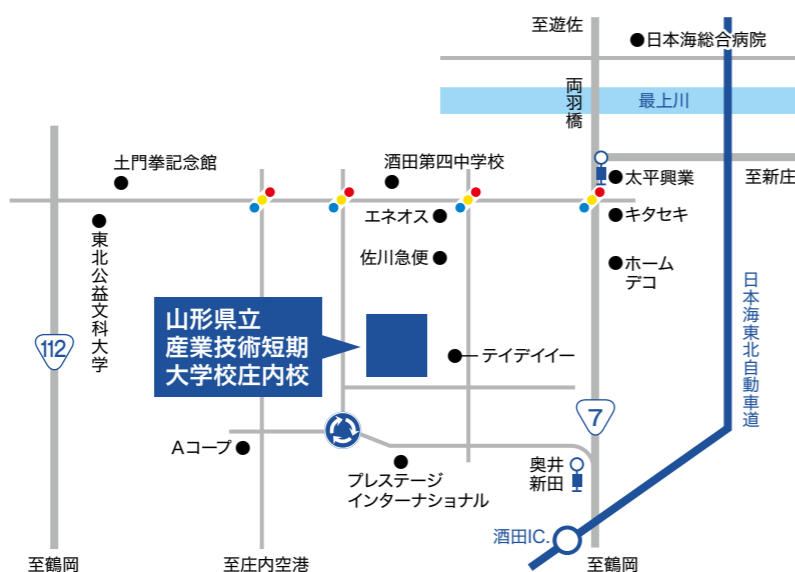 至遊佐
日本海総合病院
両羽橋
最上川
土門拳記念館
酒田第四中学校
太平興業
至新庄
エネオス
キタセキ
東北公益文科大学
佐川急便
ホーム
デコ
日本海東北自動車道
山形県立
産業技術短期
大学校庄内校
112
テイデイイー
7
Aコープ
プレステージ
インターナショナル
奥井
新田
酒田IC.
至鶴岡
至庄内空港
至鶴岡